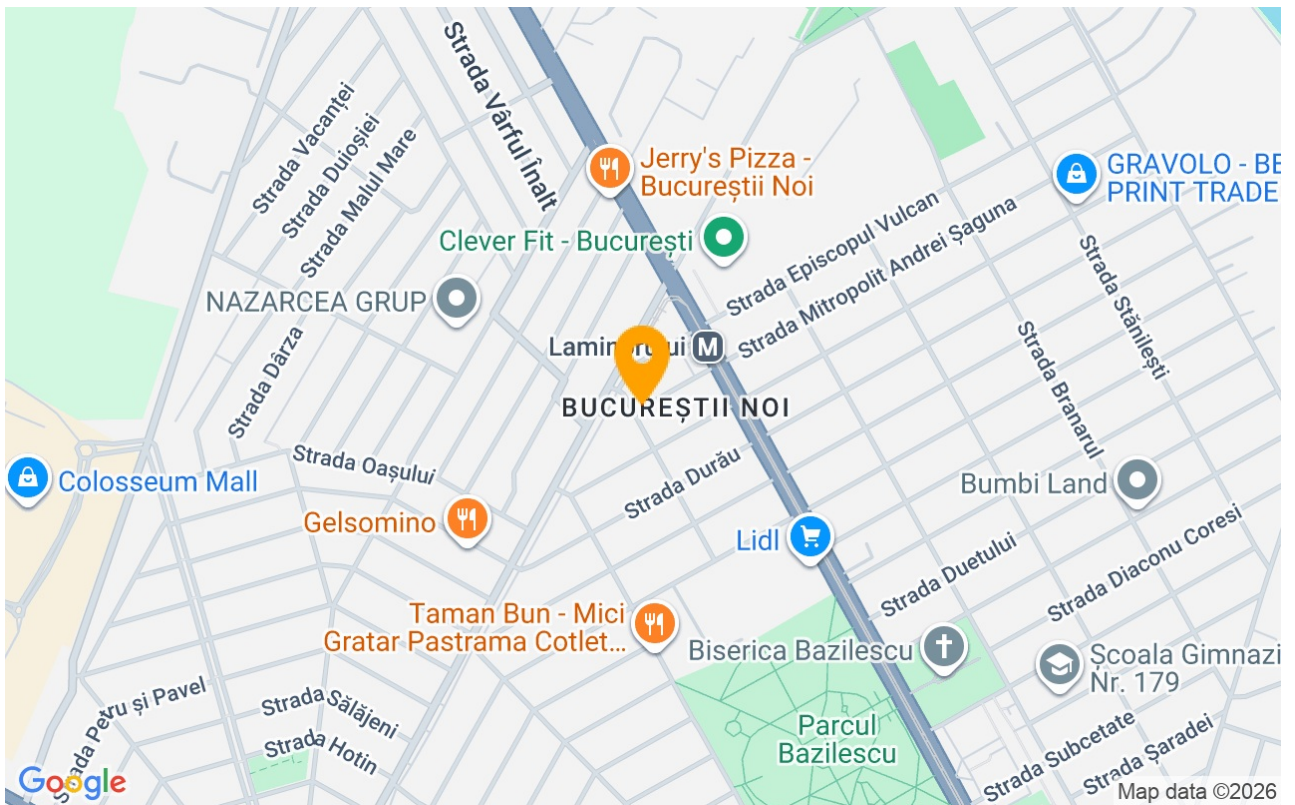 Strada Vârful Înalt
Strada Vacanței
Strada Duioșiei
Strada Malul Mare
Jerry's Pizza -
Bucureștii Noi
GRAVOLO - BE
PRINT TRADE
Clever Fit - București
Strada Episcopul Vulcan
Strada Mitropolit Andrei Șaguna
Strada Stănilești
NAZARCEA GRUP
Strada Dârza
Laminorului M
Strada Branarul
BUCUREȘTII NOI
Strada Oașului
Strada Durău
Colosseum Mall
Bumbi Land
Gelsomino
Lidl
Strada Duetului
Strada Diaconu Coresi
Taman Bun - Mici
Gratar Pastrama Cotlet...
Biserica Bazilescu
Școala Gimnazi
Nr. 179
Strada Petru și Pavel
Strada Sălăjeni
Strada Hotin
Parcul
Bazilescu
Strada Subcetate
Strada Șaradei
Google
Map data ©2026